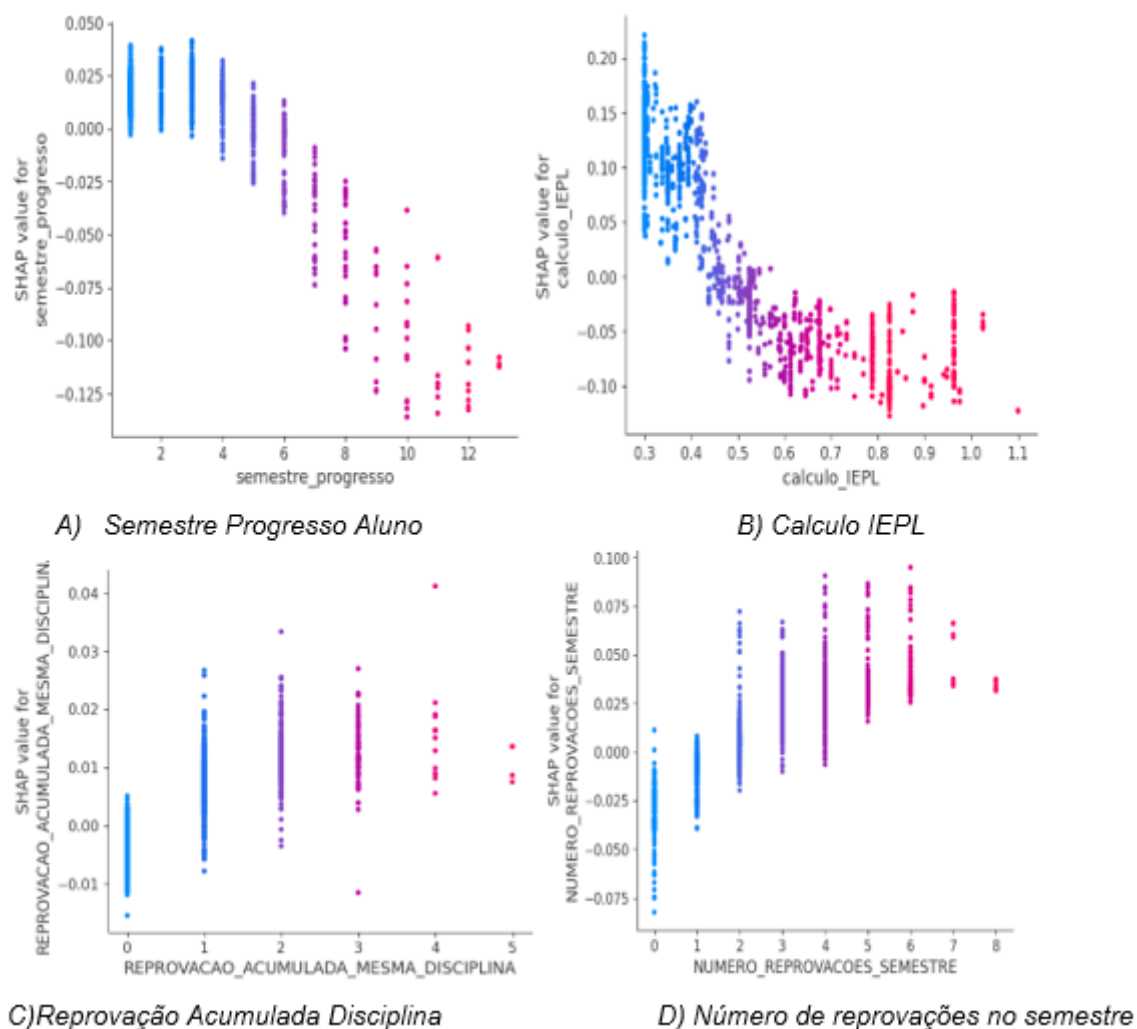 0.050
0.025
0.000
−0.025
−0.050
−0.075
−0.100
−0.125
SHAP value for
semestre_progresso
2 4 6 8 10 12
semestre_progresso
0.20
0.15
0.10
0.05
0.00
−0.05
−0.10
SHAP value for
calculo_IEPL
0.3 0.4 0.5 0.6 0.7 0.8 0.9 1.0 1.1
calculo_IEPL
A) Semestre Progresso Aluno
B) Calculo IEPL
0.04
0.03
0.02
0.01
0.00
−0.01
SHAP value for
REPROVACAO_ACUMULADA_MESMA_DISCIPLIN
0 1 2 3 4 5
REPROVACAO_ACUMULADA_MESMA_DISCIPLINA
0.100
0.075
0.050
0.025
0.000
−0.025
−0.050
−0.075
SHAP value for
NUMERO_REPROVACOES_SEMESTRE
0 1 2 3 4 5 6 7 8
NUMERO_REPROVACOES_SEMESTRE
C)Reprovação Acumulada Disciplina
D) Número de reprovações no semestre